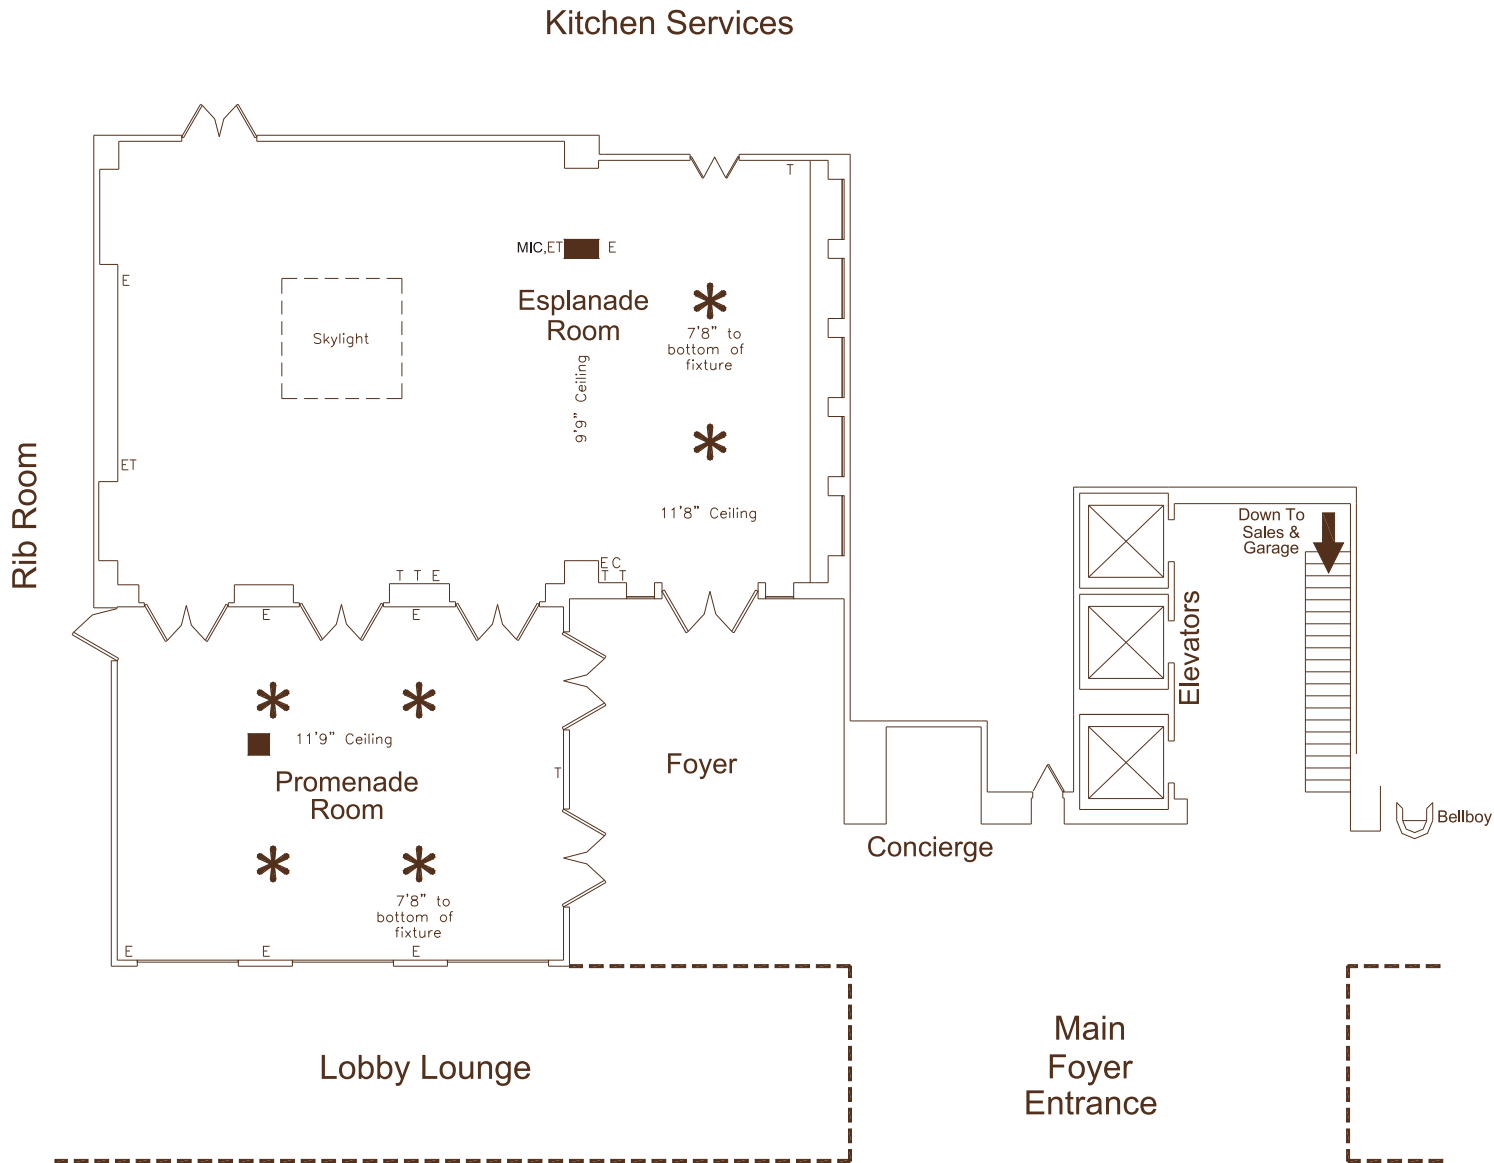 Kitchen Services
T
MIC,ET
E
E
Esplanade
Room
7'8" to
bottom of
fixture
Skylight
9'9" Ceiling
Rib Room
ET
11'8" Ceiling
Down To
Sales &
Garage
E C
T T
T T E
E
E
Elevators
11'9" Ceiling
Promenade
Room
T
Foyer
Bellboy
Concierge
7'8" to
bottom of
fixture
E
E
E
Lobby Lounge
Main
Foyer
Entrance